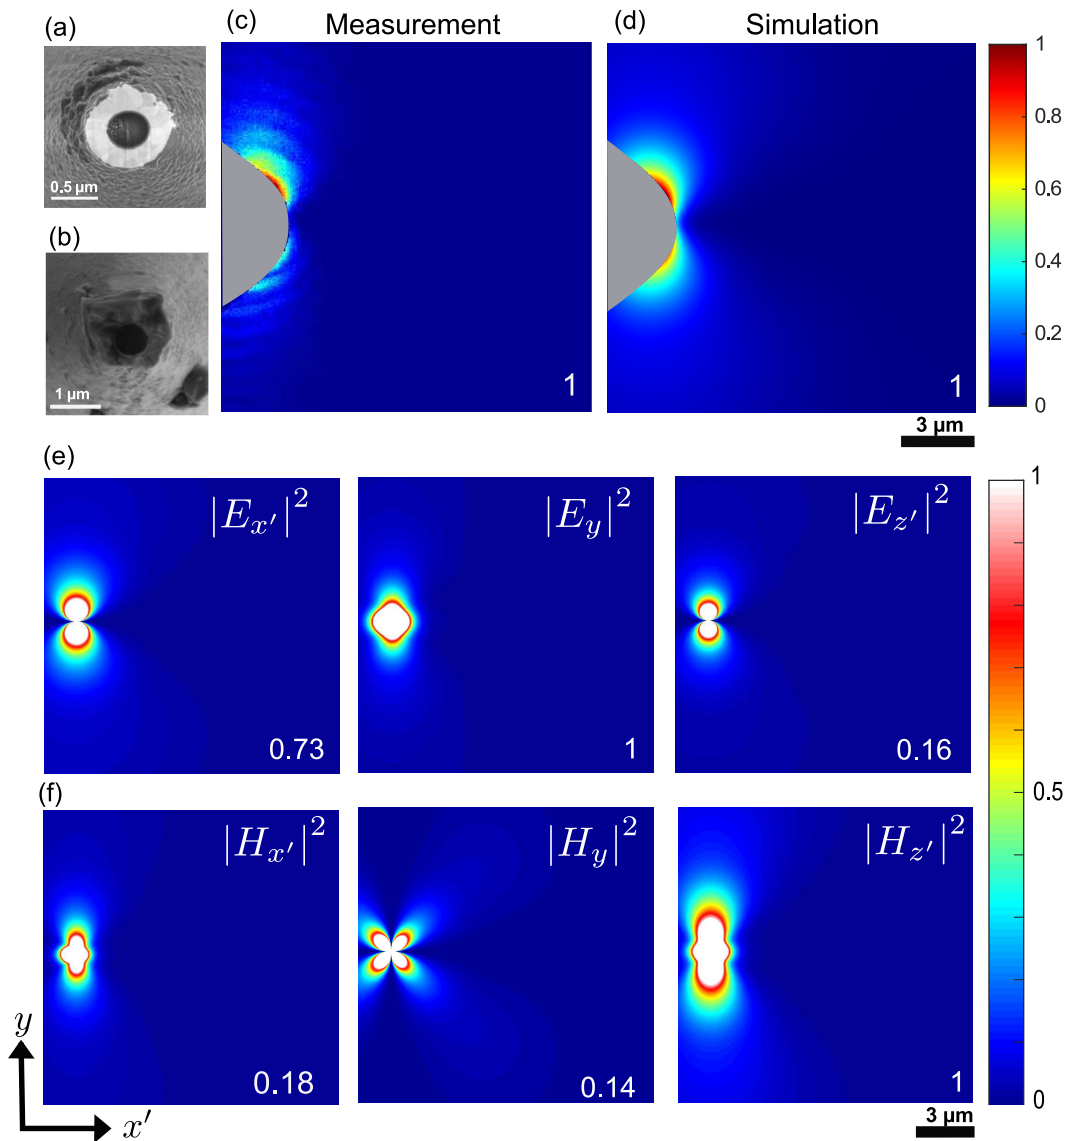 (a)
0.5 µm
(b)
1 µm
(c) Measurement
1
(d) Simulation
1
1
0.8
0.6
0.4
0.2
0
3 µm
(e)
|E_{x′}|²
0.73
|E_y|²
1
|E_{z′}|²
0.16
(f)
|H_{x′}|²
0.18
|H_y|²
0.14
|H_{z′}|²
1
1
0.5
0
3 µm
y
x′